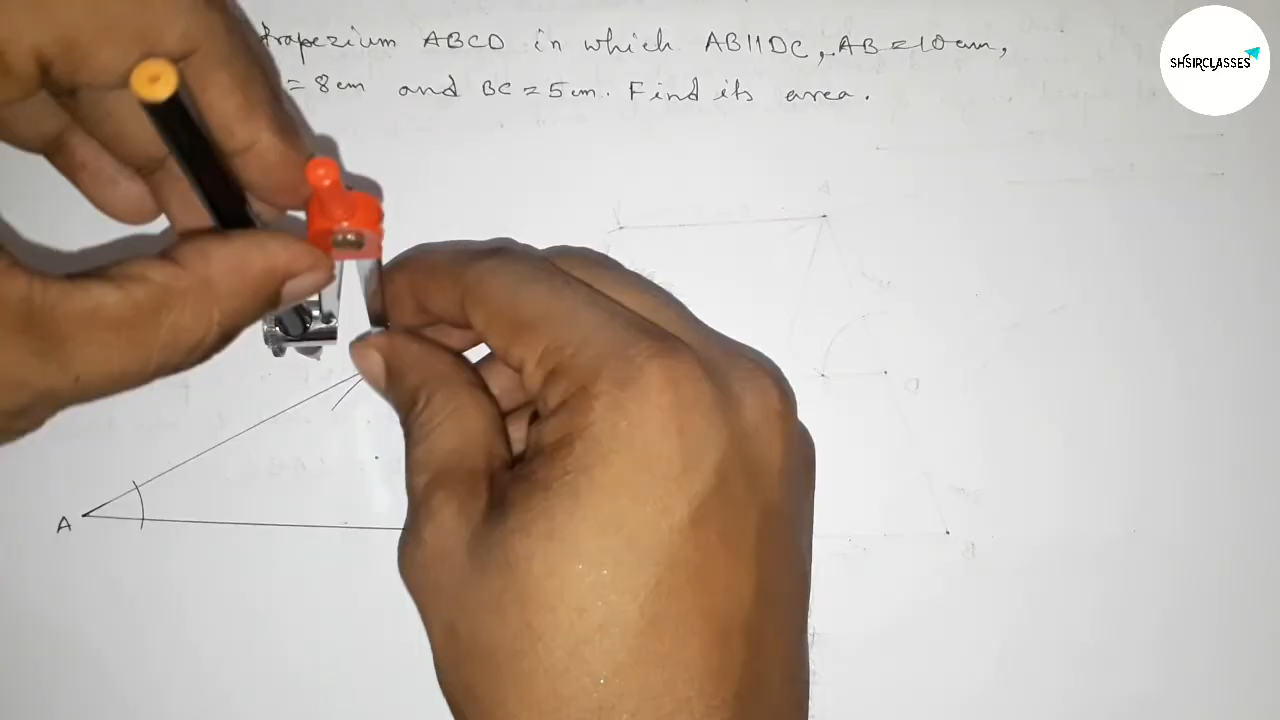 trapezium ABCD in which AB||DC, AB = 10 cm,
= 8 cm and BC = 5 cm. Find its area.
SHSIRCLASSES
A